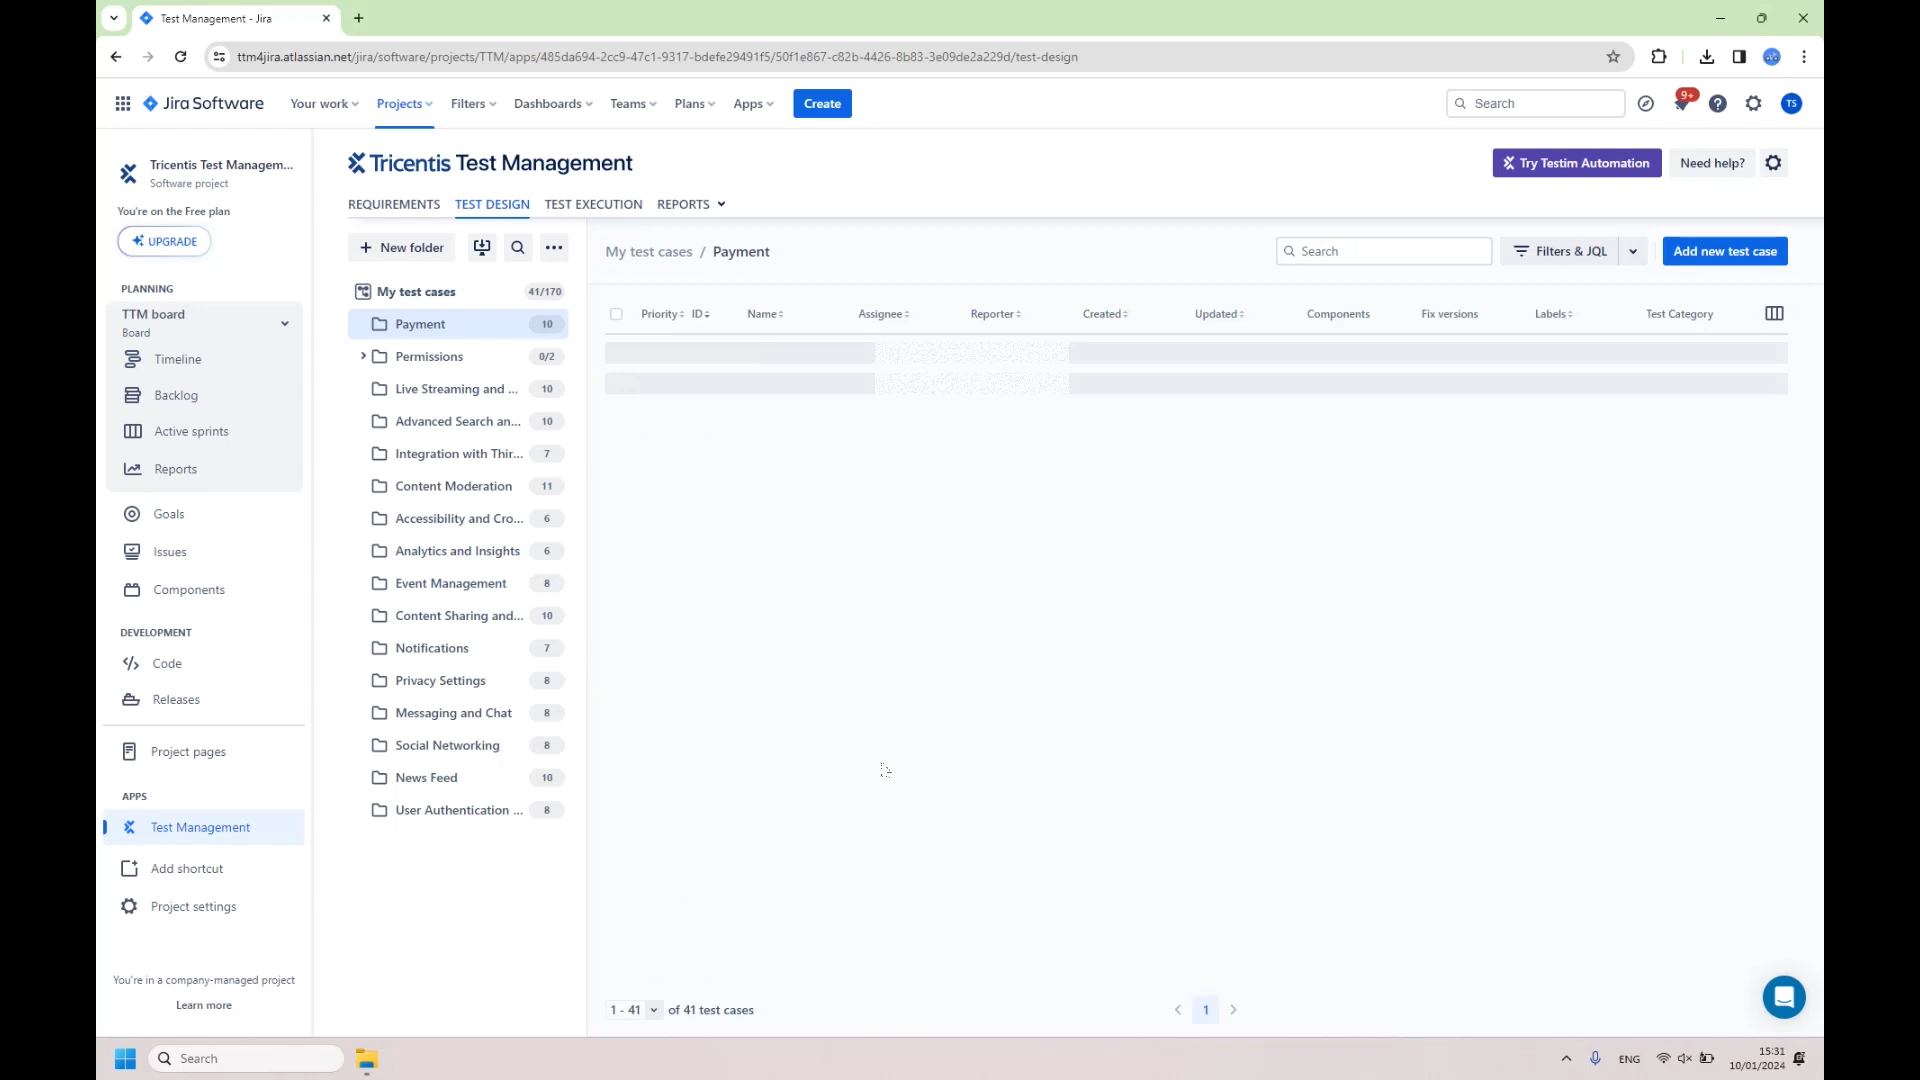 Test Management - Jira
ttm4jira.atlassian.net/jira/software/projects/TTM/apps/485da694-2cc9-47c1-9317-bdefe29491f5/50f1e867-c82b-4426-8b83-3e09de2a229d/test-design
Jira Software
Your work
Projects
Filters
Dashboards
Teams
Plans
Apps
Create
Search
9+
TS
Tricentis Test Managem...
Software project
You're on the Free plan
UPGRADE
PLANNING
TTM board
Board
Timeline
Backlog
Active sprints
Reports
Goals
Issues
Components
DEVELOPMENT
Code
Releases
Project pages
APPS
Test Management
Add shortcut
Project settings
You're in a company-managed project
Learn more
Tricentis Test Management
Try Testim Automation
Need help?
REQUIREMENTS
TEST DESIGN
TEST EXECUTION
REPORTS
New folder
My test cases 41/170
Payment 10
Permissions 0/2
Live Streaming and ... 10
Advanced Search an... 10
Integration with Thir... 7
Content Moderation 11
Accessibility and Cro... 6
Analytics and Insights 6
Event Management 8
Content Sharing and... 10
Notifications 7
Privacy Settings 8
Messaging and Chat 8
Social Networking 8
News Feed 10
User Authentication ... 8
My test cases / Payment
Search
Filters & JQL
Add new test case
Priority ID Name Assignee Reporter Created Updated Components Fix versions Labels Test Category
1 - 41 of 41 test cases
1
Search
ENG
15:31
10/01/2024